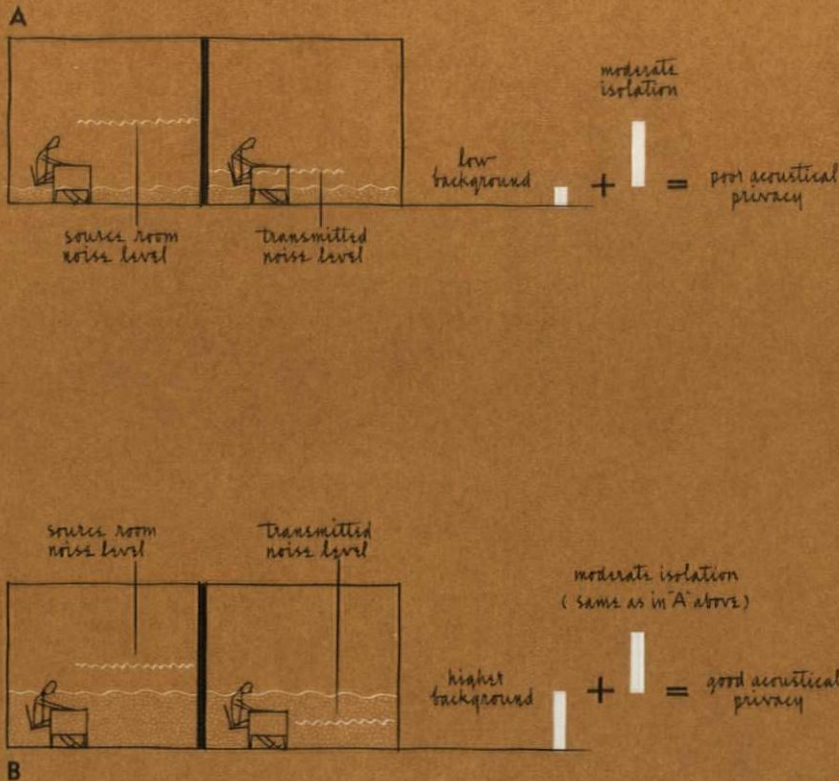 A
moderate
isolation
low
background
+
=
poor acoustical
privacy
source room
noise level
transmitted
noise level
source room
noise level
transmitted
noise level
moderate isolation
(same as in "A" above)
higher
background
+
=
good acoustical
privacy
B